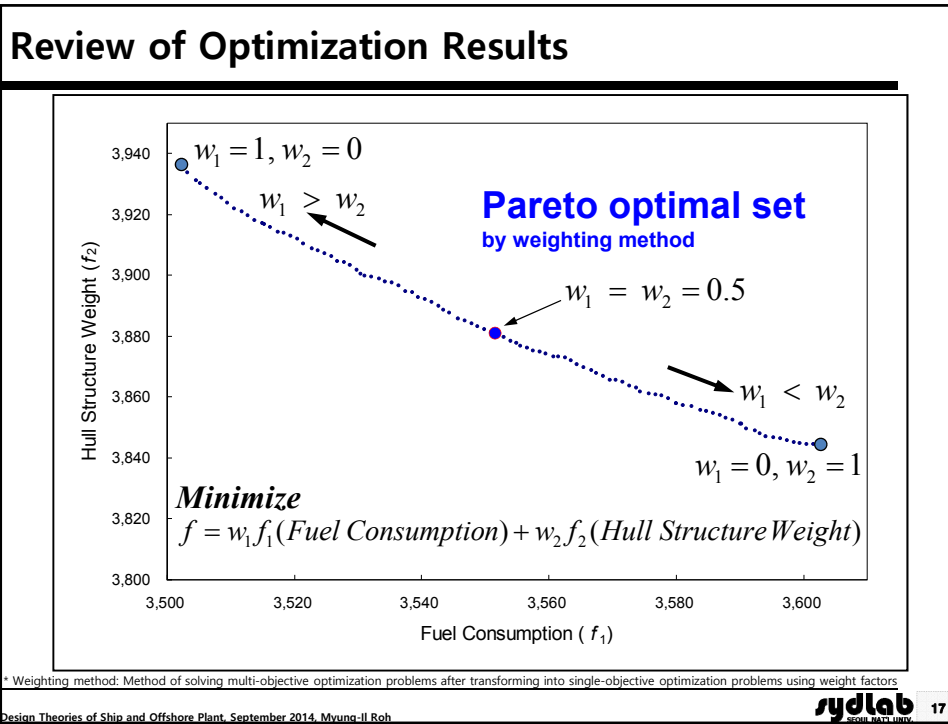 Review of Optimization Results
3,940
3,920
3,900
3,880
3,860
3,840
3,820
3,800
Hull Structure Weight (f₂)
w₁ = 1, w₂ = 0
w₁ > w₂
Pareto optimal set
by weighting method
w₁ = w₂ = 0.5
w₁ < w₂
w₁ = 0, w₂ = 1
Minimize
f = w₁f₁(Fuel Consumption) + w₂f₂(Hull Structure Weight)
3,500 3,520 3,540 3,560 3,580 3,600
Fuel Consumption ( f₁)
* Weighting method: Method of solving multi-objective optimization problems after transforming into single-objective optimization problems using weight factors
Design Theories of Ship and Offshore Plant, September 2014, Myung-Il Roh
sydlab 17
SEOUL NAT'L UNIV.